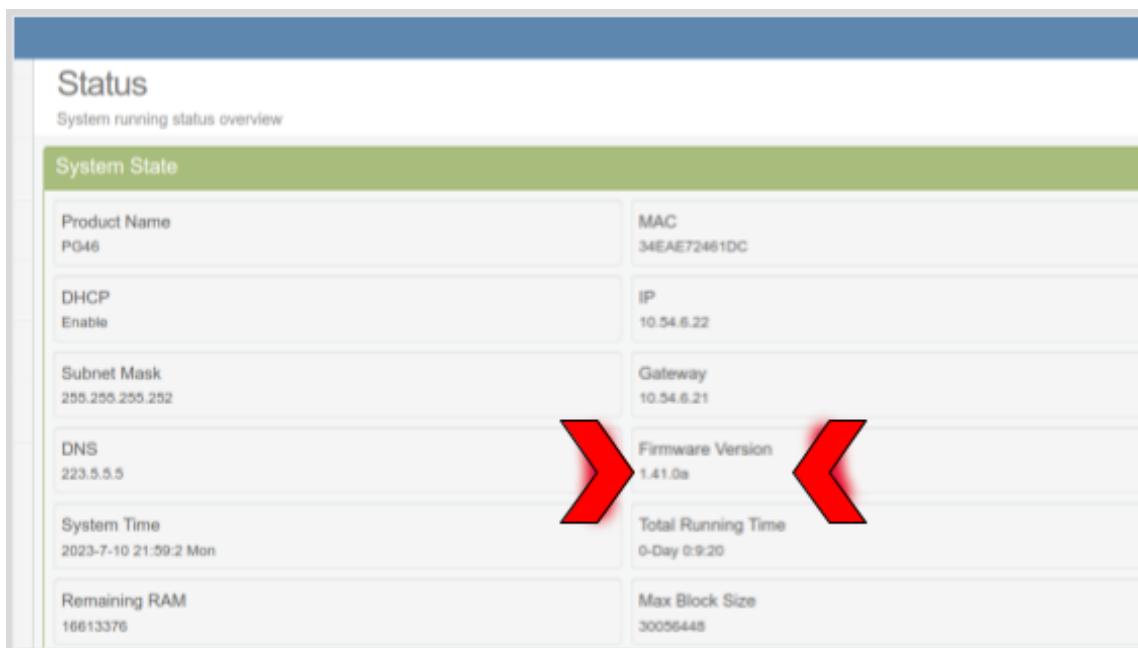 Status
System running status overview
System State
Product Name
PG46
MAC
34EAE72461DC
DHCP
Enable
IP
10.54.6.22
Subnet Mask
255.255.255.252
Gateway
10.54.6.21
DNS
223.5.5.5
Firmware Version
1.41.0a
System Time
2023-7-10 21:59:2 Mon
Total Running Time
0-Day 0:9:20
Remaining RAM
16613376
Max Block Size
30056448